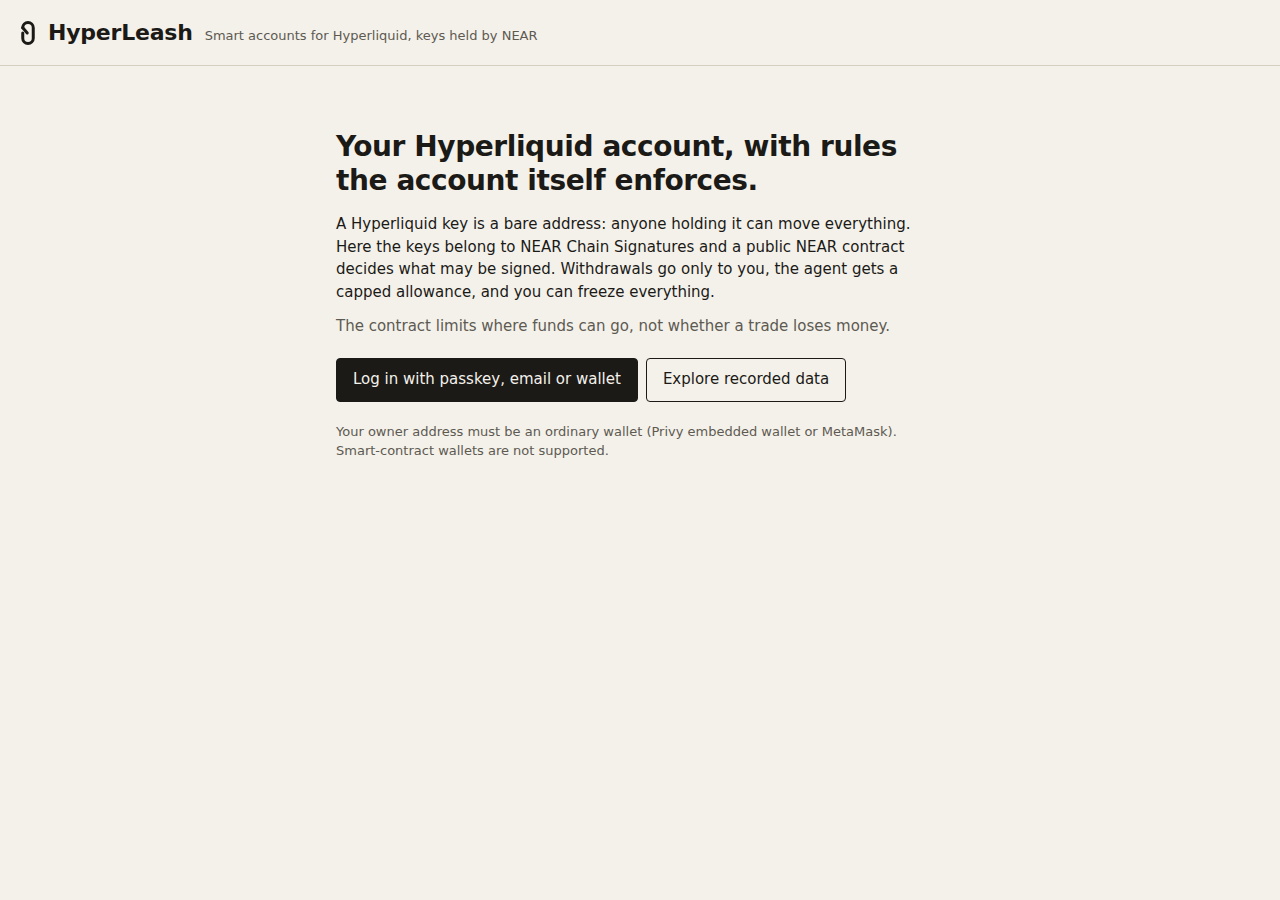 HyperLeash Smart accounts for Hyperliquid, keys held by NEAR
Your Hyperliquid account, with rules
the account itself enforces.
A Hyperliquid key is a bare address: anyone holding it can move everything.
Here the keys belong to NEAR Chain Signatures and a public NEAR contract
decides what may be signed. Withdrawals go only to you, the agent gets a
capped allowance, and you can freeze everything.
The contract limits where funds can go, not whether a trade loses money.
Log in with passkey, email or wallet Explore recorded data
Your owner address must be an ordinary wallet (Privy embedded wallet or MetaMask).
Smart-contract wallets are not supported.